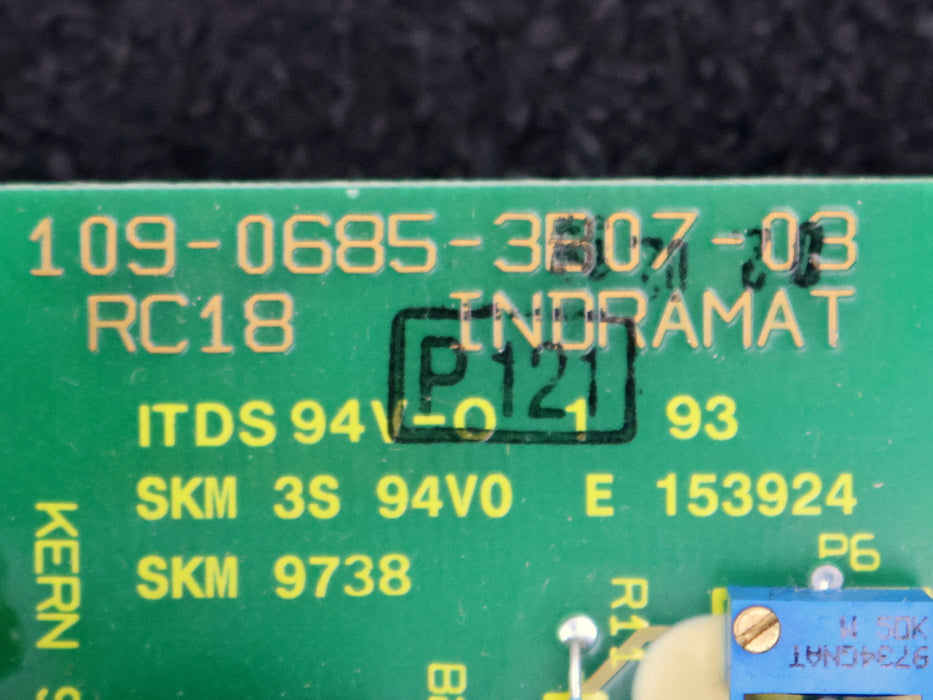 109-0685-3B07-03
RC18 INDRAMAT
P 121
ITDS 94V-0 1 93
SKM 3S 94V0 E 153924
SKM 9738
KERN S
P6
R11
9734GNAT